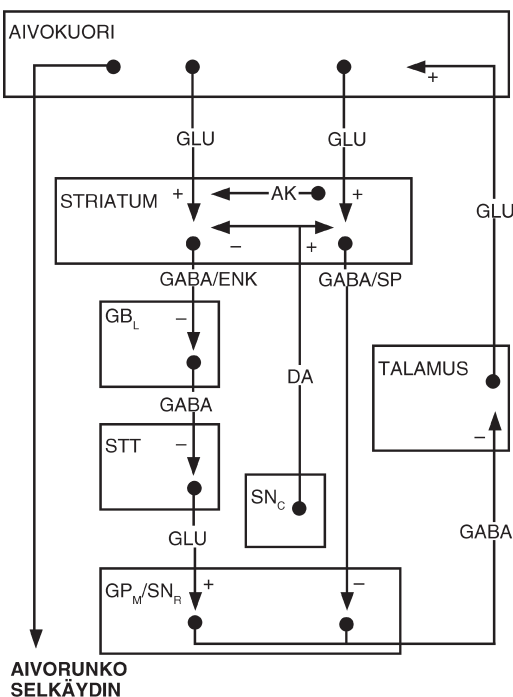 AIVOKUORI
+
GLU
GLU
GLU
STRIATUM
+
AK
+
−
+
GABA/ENK
GABA/SP
GB_L
−
DA
TALAMUS
GABA
−
STT
−
SN_C
GLU
GABA
GP_M/SN_R
+
−
AIVORUNKO
SELKÄYDIN